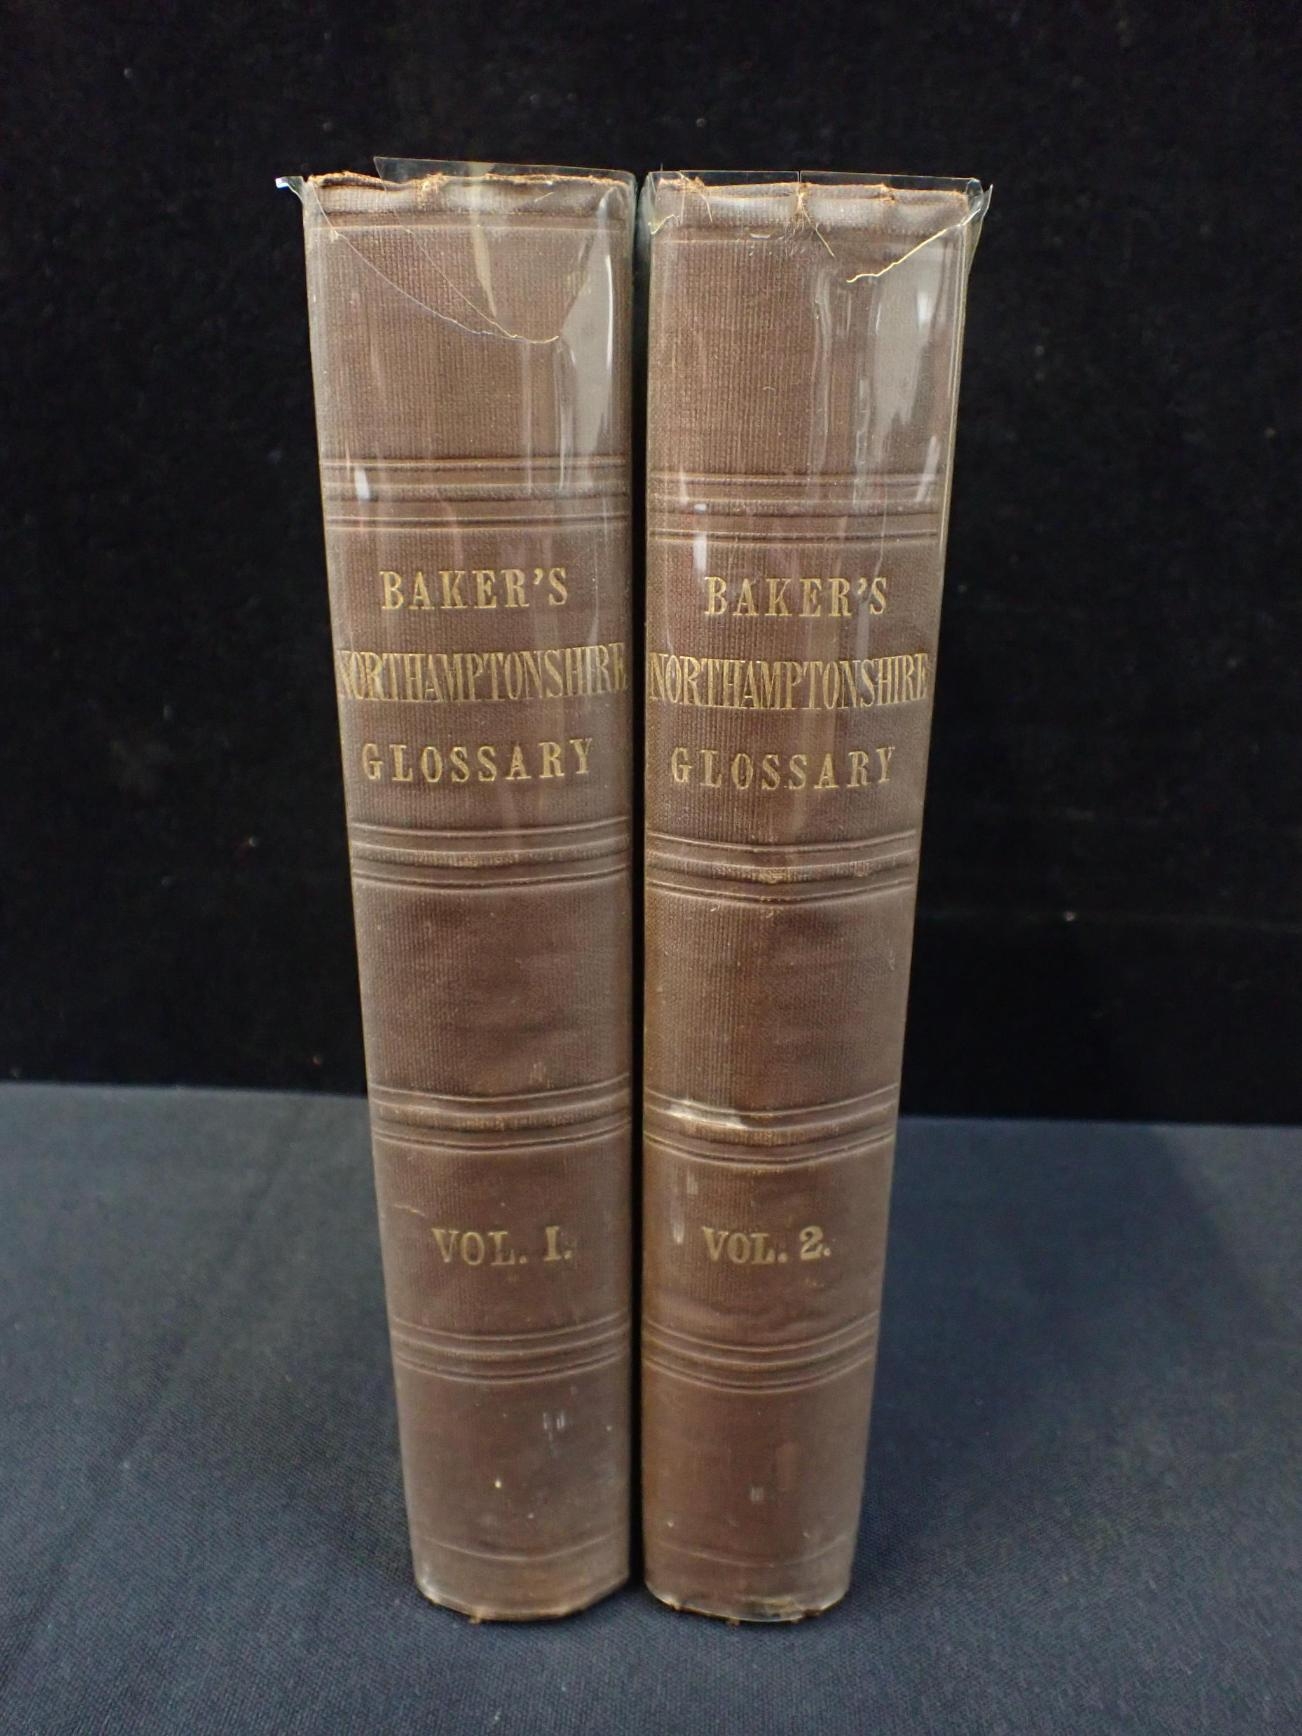 BAKER'S
NORTHAMPTONSHIRE
GLOSSARY
VOL. I.
BAKER'S
NORTHAMPTONSHIRE
GLOSSARY
VOL. 2.